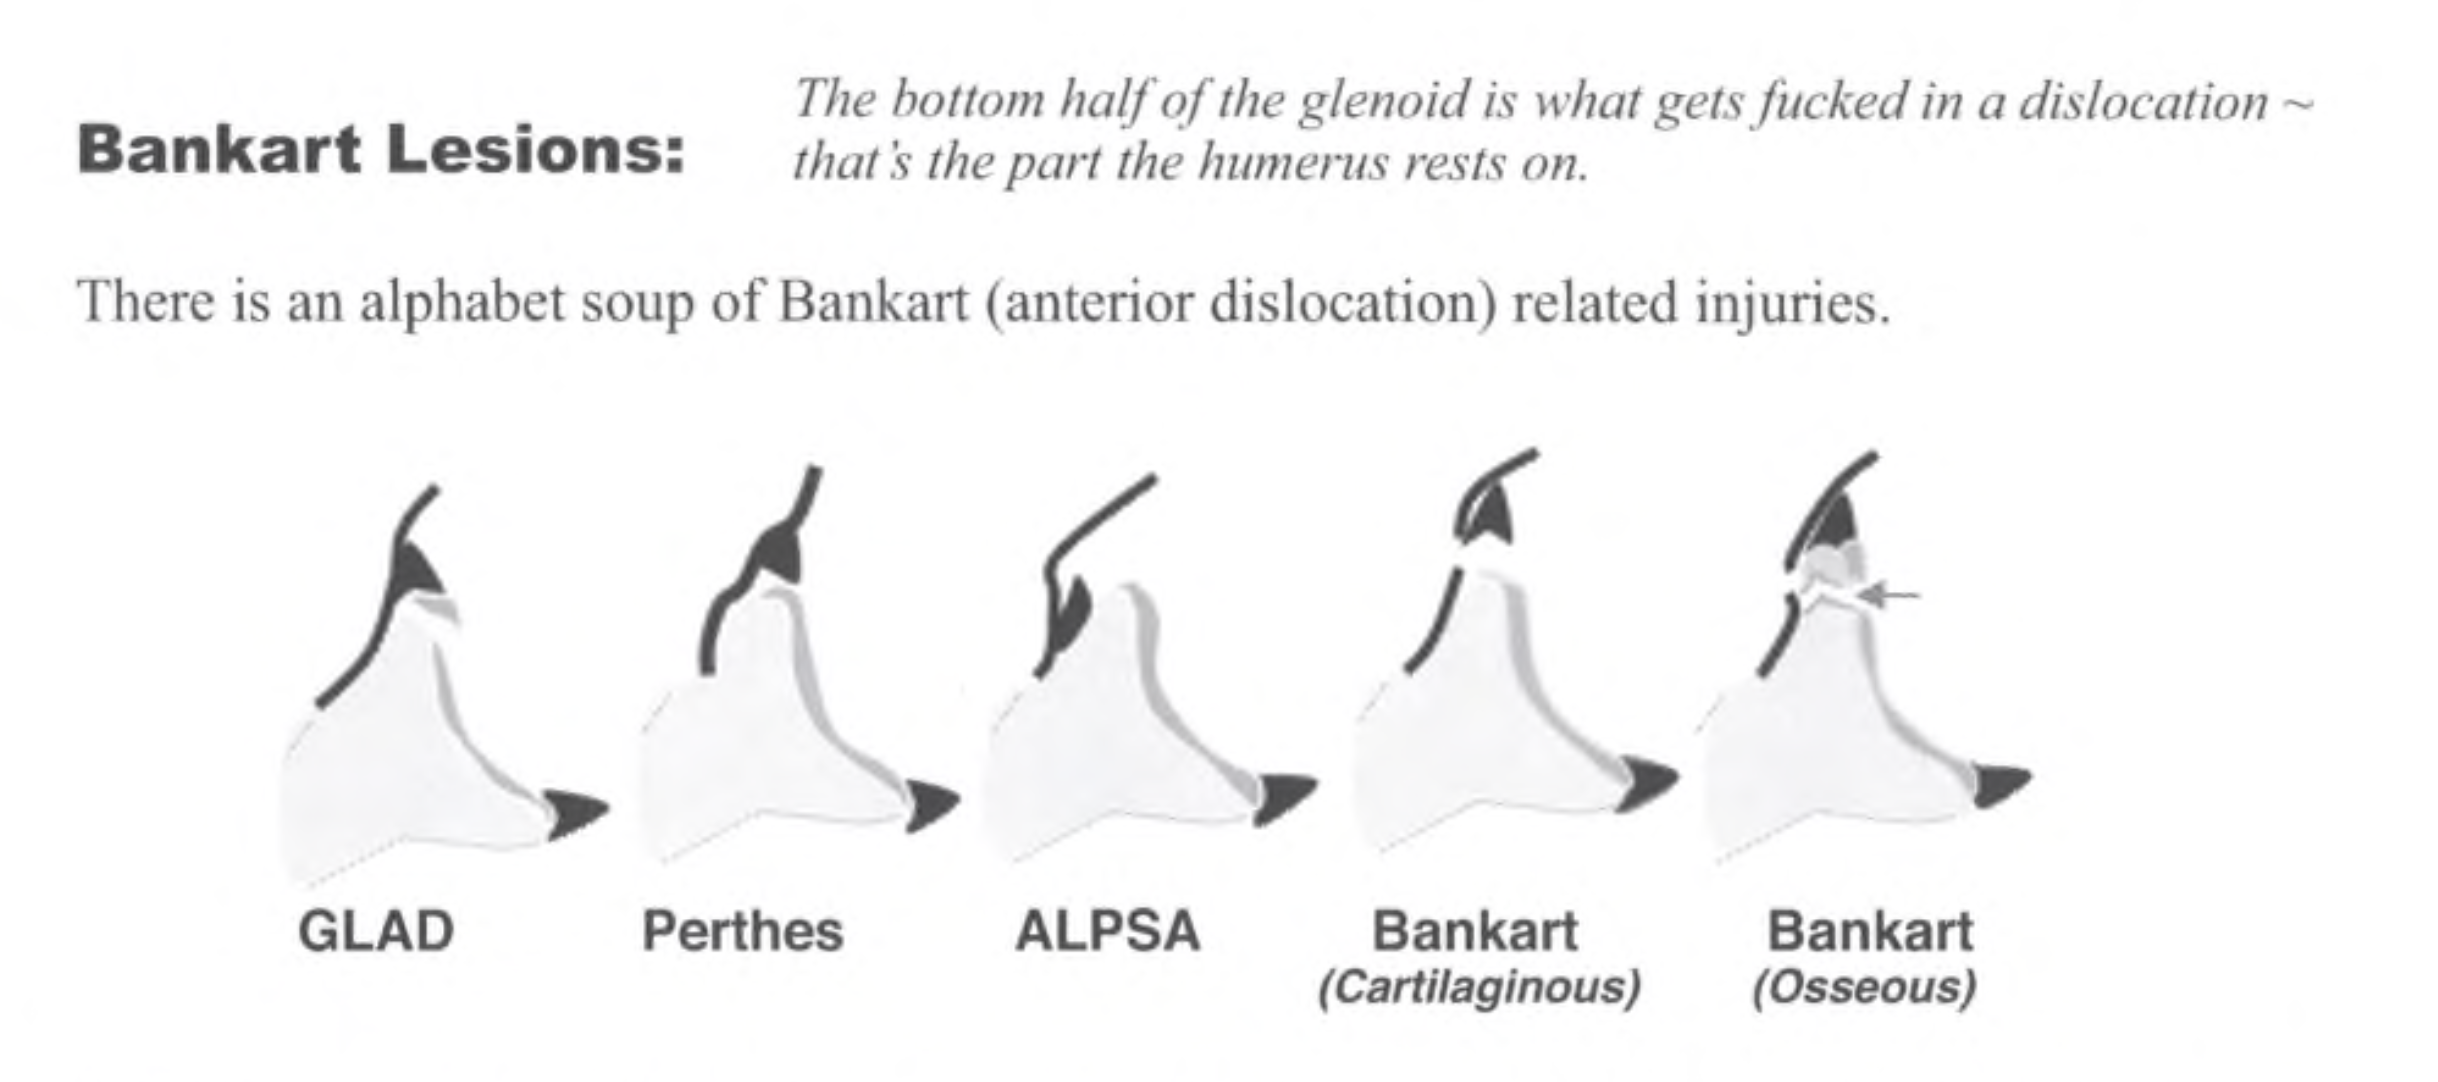 Bankart Lesions:
The bottom half of the glenoid is what gets fucked in a dislocation ~
that's the part the humerus rests on.
There is an alphabet soup of Bankart (anterior dislocation) related injuries.
GLAD
Perthes
ALPSA
Bankart
(Cartilaginous)
Bankart
(Osseous)